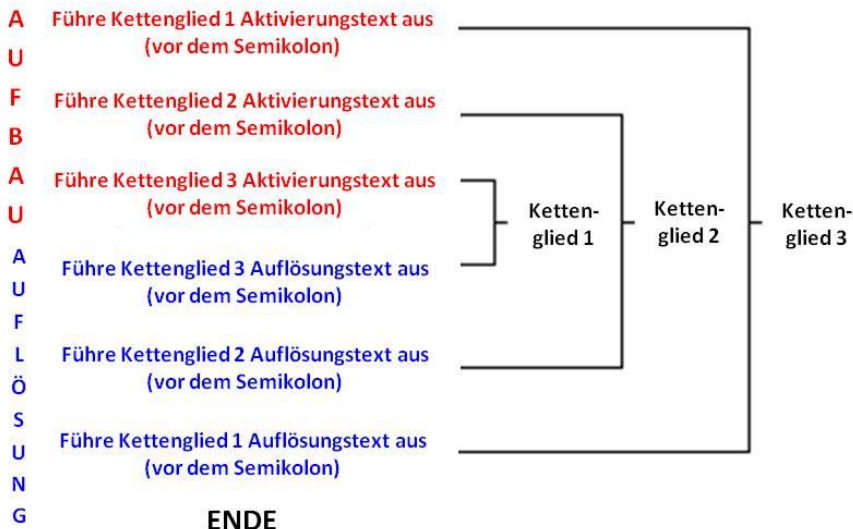 AUFBAU
Führe Kettenglied 1 Aktivierungstext aus
(vor dem Semikolon)
Führe Kettenglied 2 Aktivierungstext aus
(vor dem Semikolon)
Führe Kettenglied 3 Aktivierungstext aus
(vor dem Semikolon)
AUFLÖSUNG
Führe Kettenglied 3 Auflösungstext aus
(vor dem Semikolon)
Führe Kettenglied 2 Auflösungstext aus
(vor dem Semikolon)
Führe Kettenglied 1 Auflösungstext aus
(vor dem Semikolon)
ENDE
Ketten-
glied 1
Ketten-
glied 2
Ketten-
glied 3